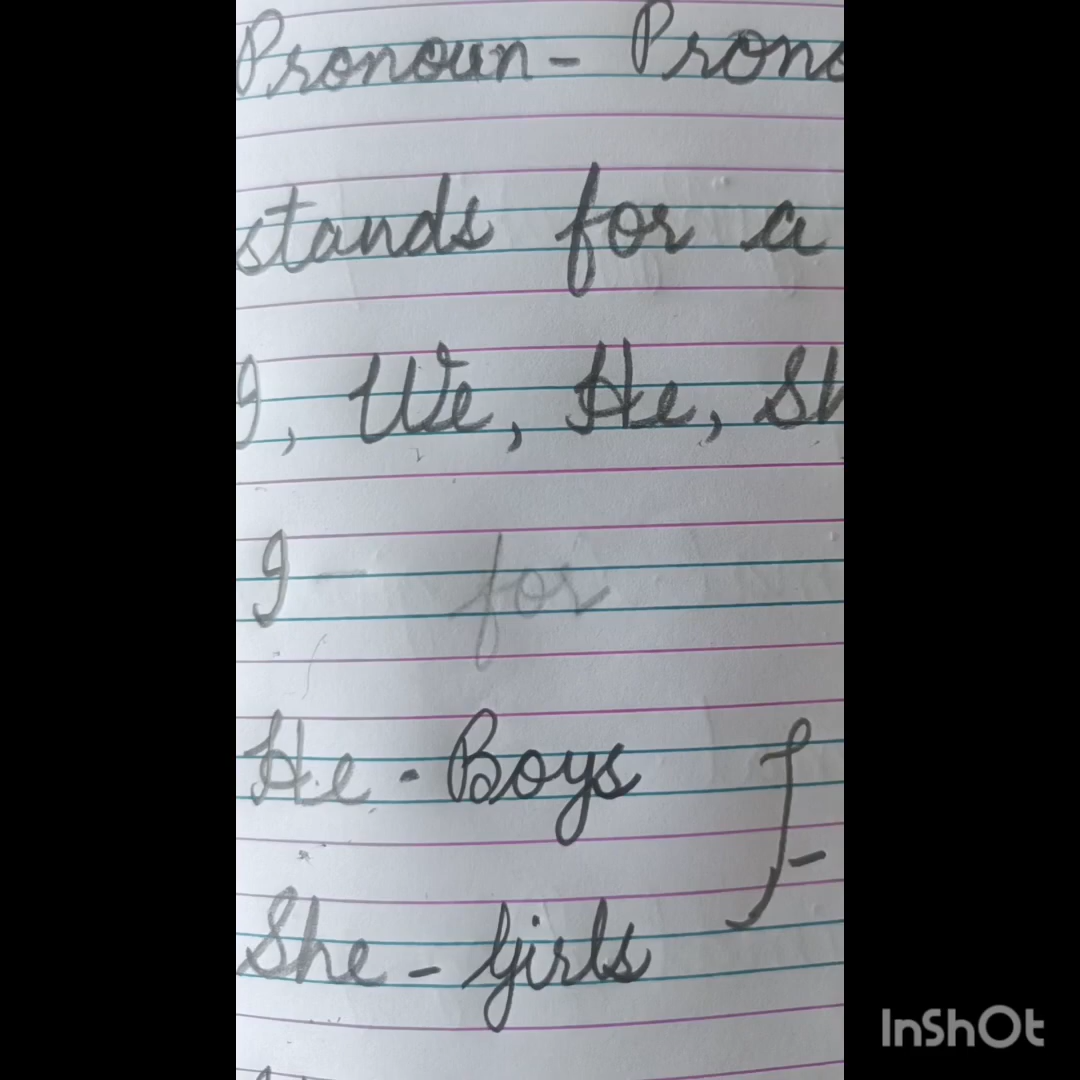 Pronoun - Prono
stands for a
I, We, He, Sh
I - for
He - Boys
She - Girls
InShOt